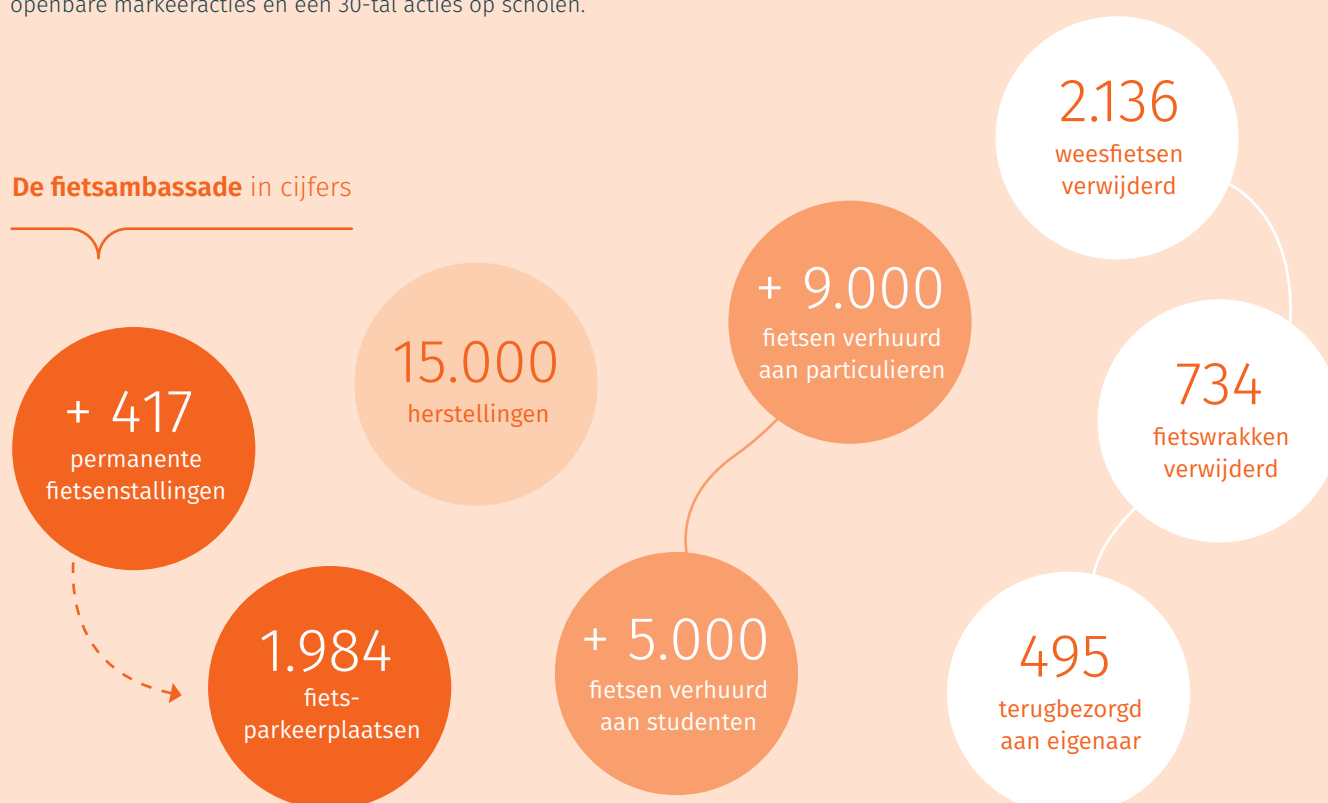 openbare markeeracties en een 30-tal acties op scholen.
De fietsambassade in cijfers
+ 417
permanente
fietsenstallingen
1.984
fiets-
parkeerplaatsen
15.000
herstellingen
+ 9.000
fietsen verhuurd
aan particulieren
+ 5.000
fietsen verhuurd
aan studenten
2.136
weesfietsen
verwijderd
734
fietswrakken
verwijderd
495
terugbezorgd
aan eigenaar